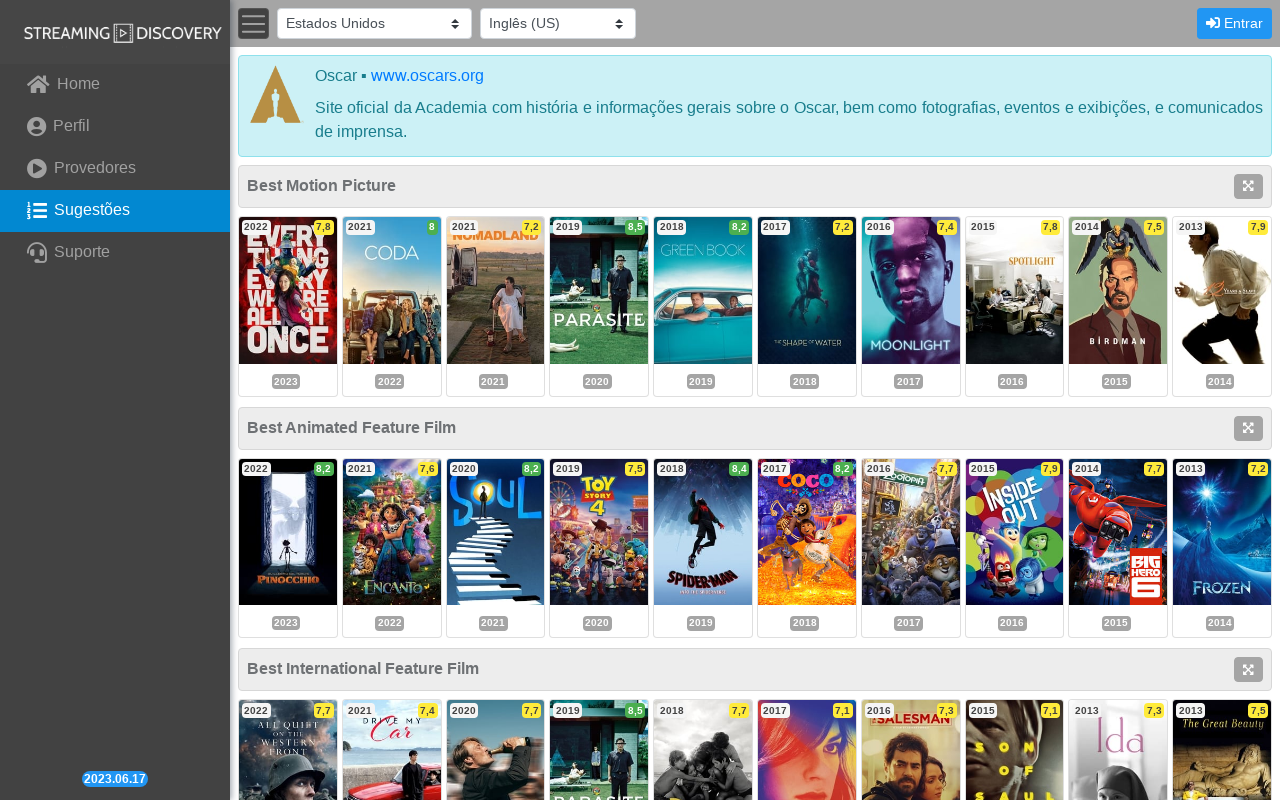 STREAMING DISCOVERY
Home
Perfil
Provedores
Sugestões
Suporte
2023.06.17
Estados Unidos
Inglês (US)
Entrar
Oscar ▪ www.oscars.org
Site oficial da Academia com história e informações gerais sobre o Oscar, bem como fotografias, eventos e exibições, e comunicados
de imprensa.
Best Motion Picture
2022 7,8 2021 8 2021 7,2 2019 8,5 2018 8,2 2017 7,2 2016 7,4 2015 7,8 2014 7,5 2013 7,9
EVERYTHING EVERYWHERE ALL AT ONCE
CODA
NOMADLAND
PARASITE
GREEN BOOK
THE SHAPE OF WATER
MOONLIGHT
SPOTLIGHT
BIRDMAN
12 YEARS A SLAVE
2023 2022 2021 2020 2019 2018 2017 2016 2015 2014
Best Animated Feature Film
2022 8,2 2021 7,6 2020 8,2 2019 7,5 2018 8,4 2017 8,2 2016 7,7 2015 7,9 2014 7,7 2013 7,2
PINOCCHIO
ENCANTO
SOUL
TOY STORY 4
SPIDER-MAN
COCO
ZOOTOPIA
INSIDE OUT
BIG HERO 6
FROZEN
2023 2022 2021 2020 2019 2018 2017 2016 2015 2014
Best International Feature Film
2022 7,7 2021 7,4 2020 7,7 2019 8,5 2018 7,7 2017 7,1 2016 7,3 2015 7,1 2013 7,3 2013 7,5
ALL QUIET ON THE WESTERN FRONT
DRIVE MY Car
PARASITE
SALESMAN
SON OF SAUL
Ida
The Great Beauty